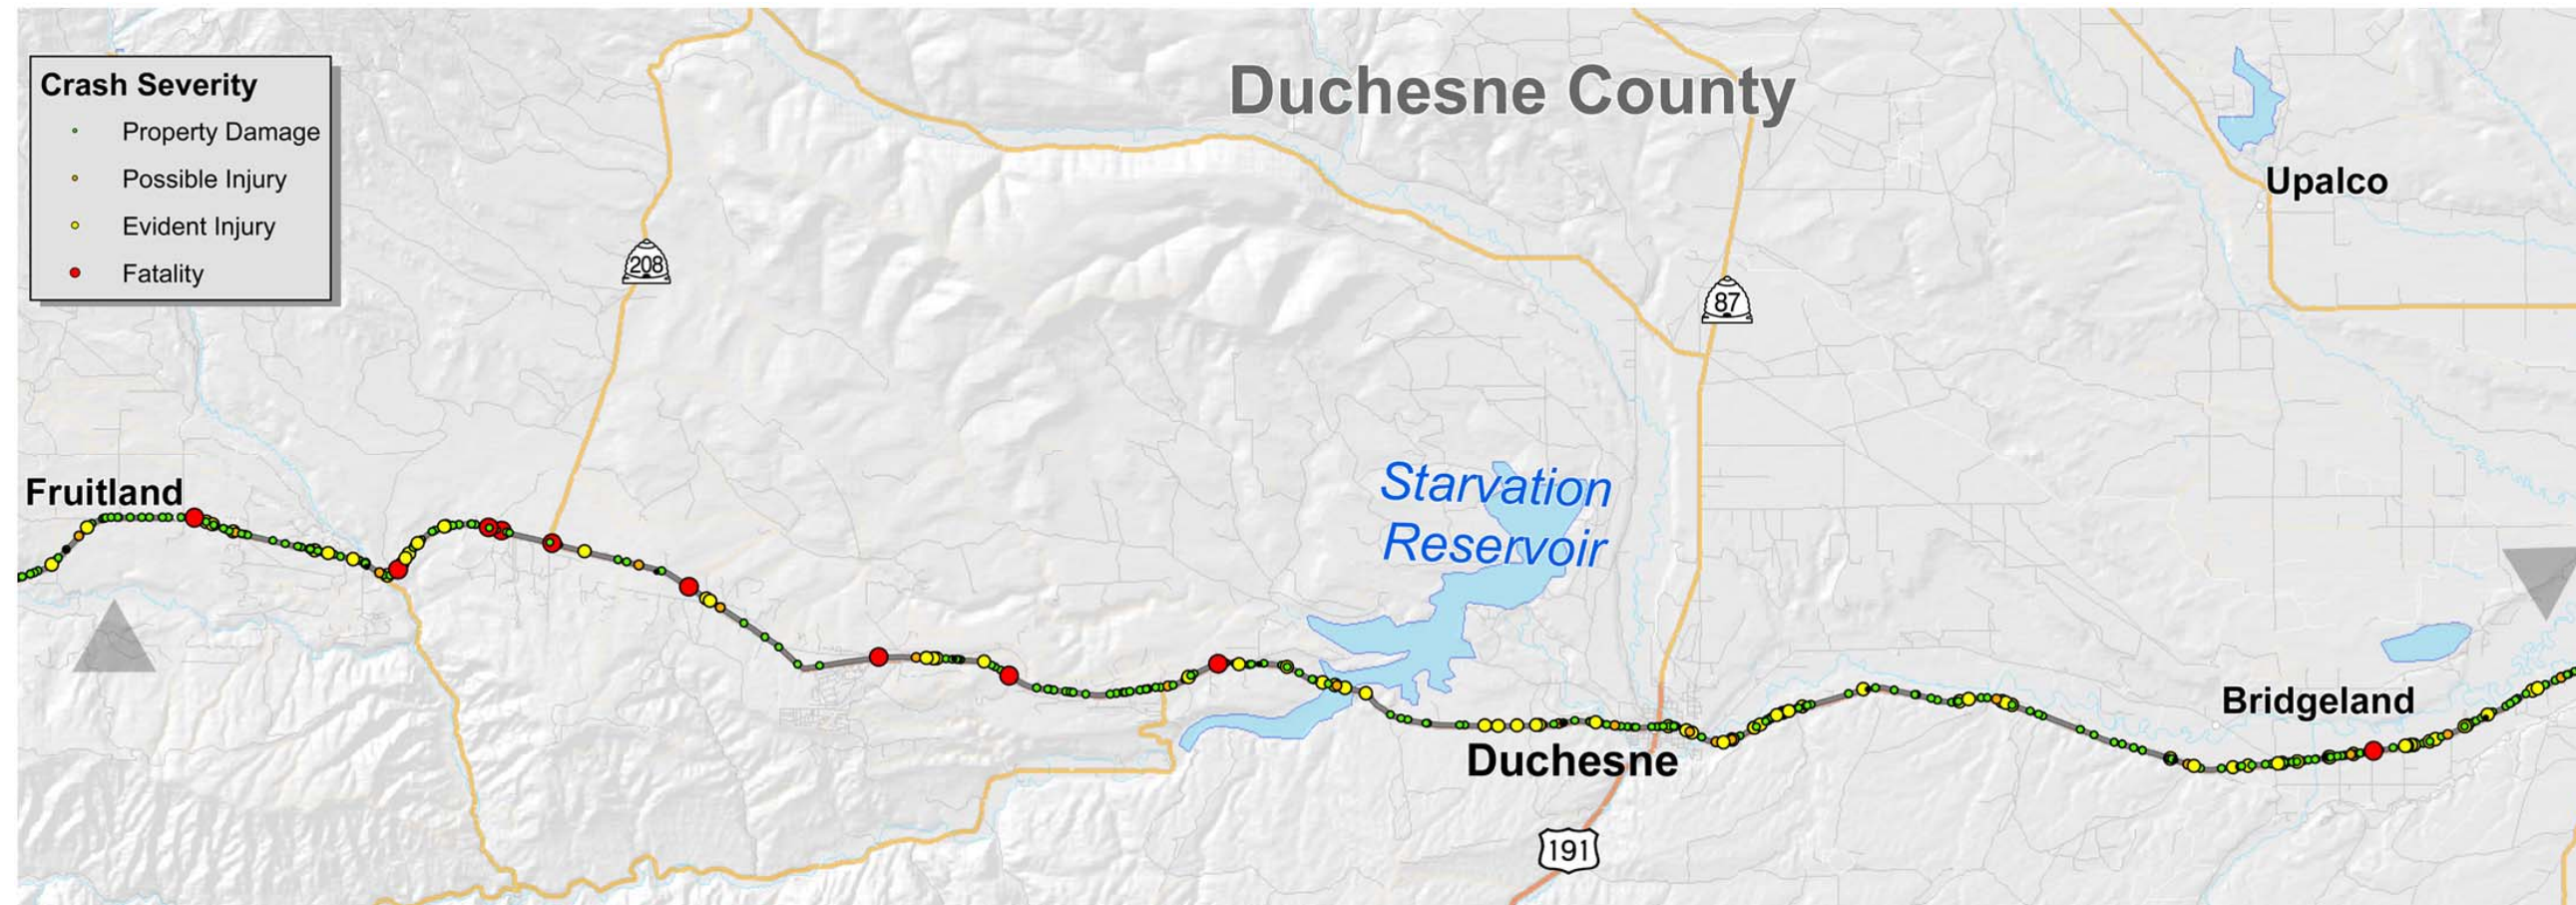 Duchesne County
Crash Severity
Property Damage
Possible Injury
Evident Injury
Fatality
Upalco
208
87
Fruitland
Starvation
Reservoir
Bridgeland
Duchesne
191